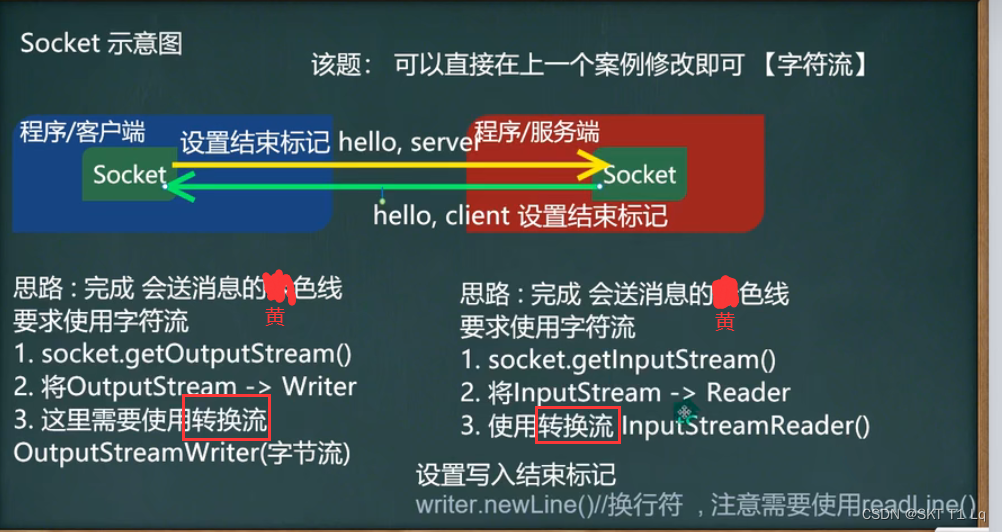 Socket 示意图
该题： 可以直接在上一个案例修改即可 【字符流】
程序/客户端
程序/服务端
设置结束标记 hello, server
Socket
Socket
hello, client 设置结束标记
思路 : 完成 会送消息的 色线
黄
要求使用字符流
1. socket.getOutputStream()
2. 将OutputStream -> Writer
3. 这里需要使用转换流
OutputStreamWriter(字节流)
思路 : 完成 会送消息的 色线
黄
要求使用字符流
1. socket.getInputStream()
2. 将InputStream -> Reader
3. 使用转换流 InputStreamReader()
设置写入结束标记
writer.newLine()//换行符 , 注意需要使用readLine()
CSDN @SKT T1 Lq